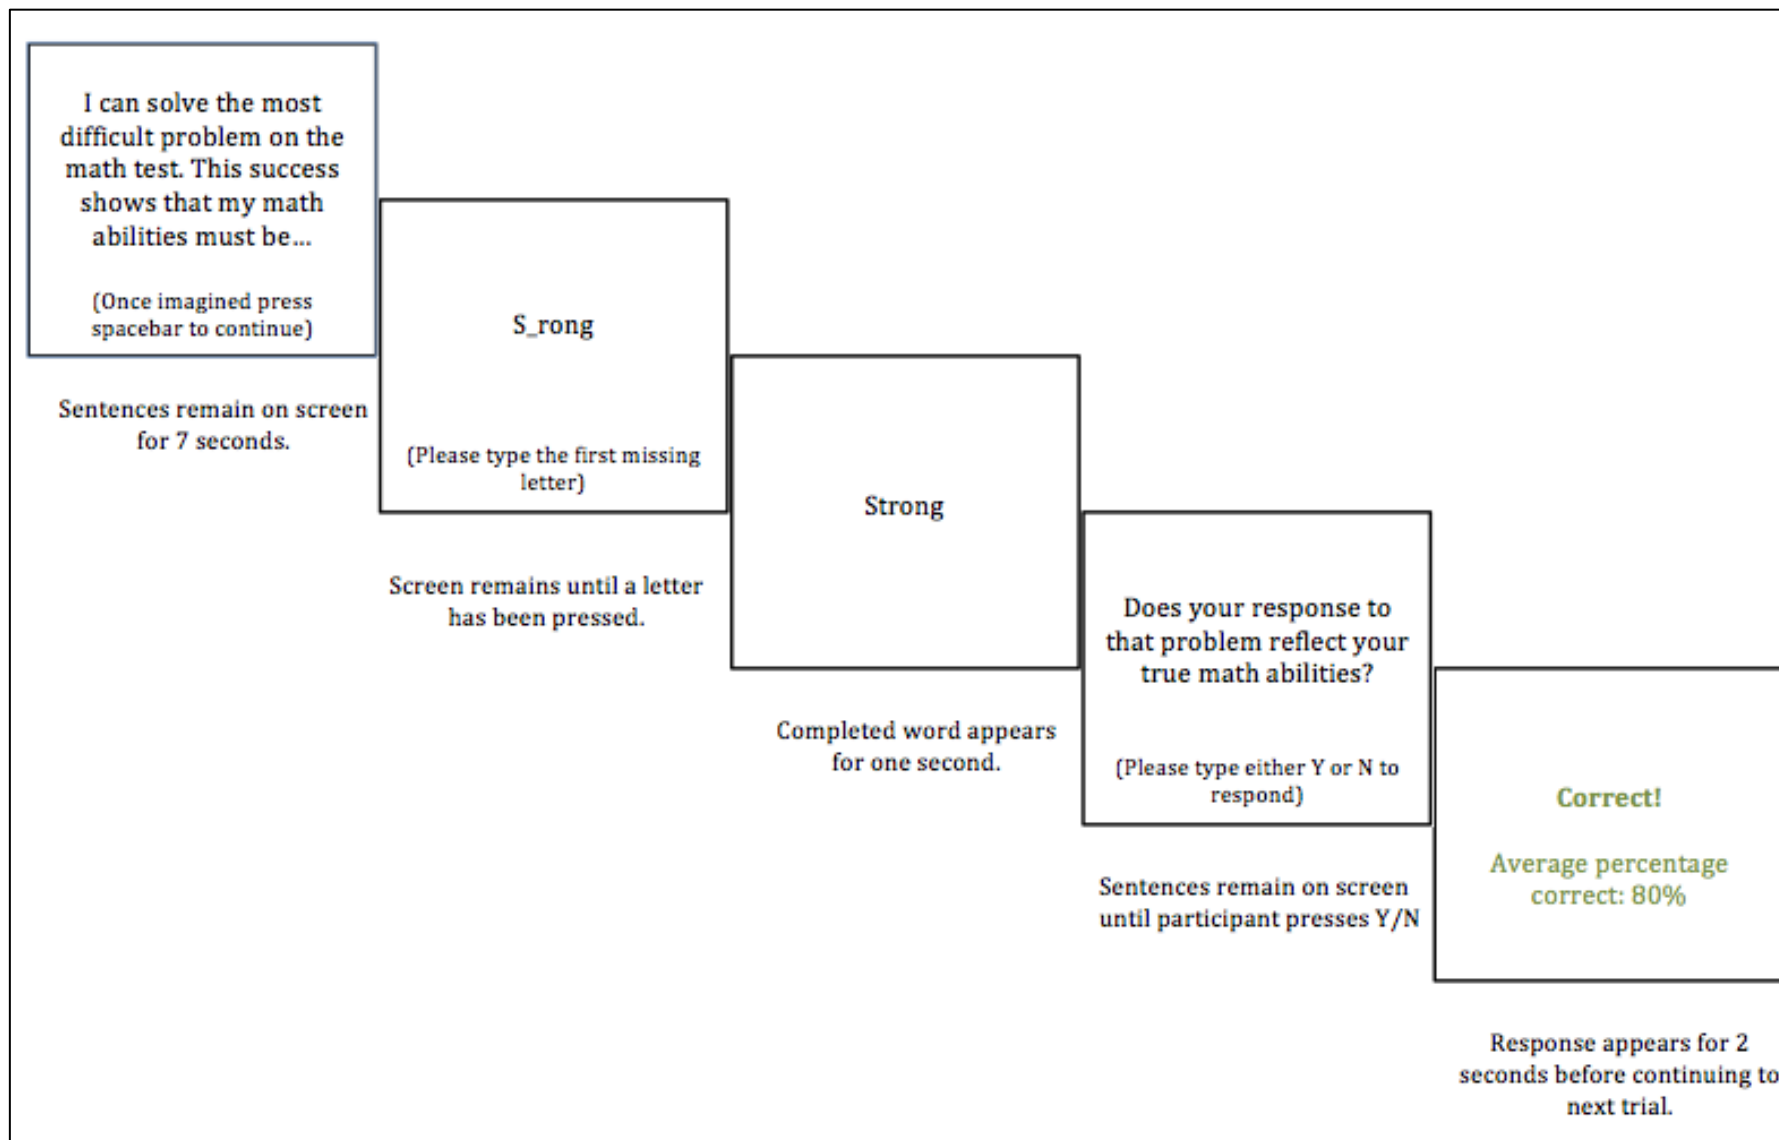 I can solve the most
difficult problem on the
math test. This success
shows that my math
abilities must be...
(Once imagined press
spacebar to continue)
Sentences remain on screen
for 7 seconds.
S_rong
(Please type the first missing
letter)
Screen remains until a letter
has been pressed.
Strong
Completed word appears
for one second.
Does your response to
that problem reflect your
true math abilities?
(Please type either Y or N to
respond)
Sentences remain on screen
until participant presses Y/N
Correct!
Average percentage
correct: 80%
Response appears for 2
seconds before continuing to
next trial.